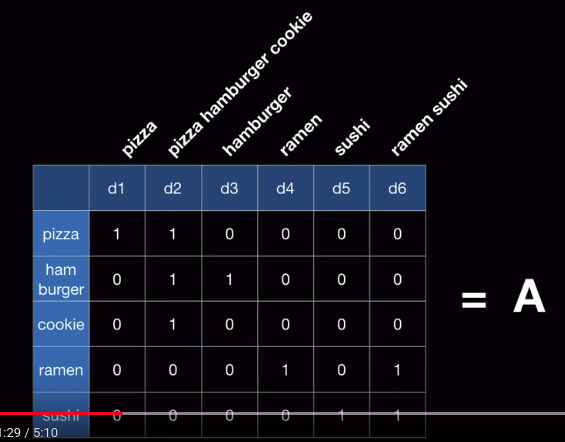 pizza
pizza hamburger cookie
hamburger
ramen
sushi
ramen sushi
d1 d2 d3 d4 d5 d6
pizza 1 1 0 0 0 0
ham
burger 0 1 1 0 0 0
cookie 0 1 0 0 0 0
ramen 0 0 0 1 0 1
sushi 0 0 0 0 1 1
= A
1:29 / 5:10